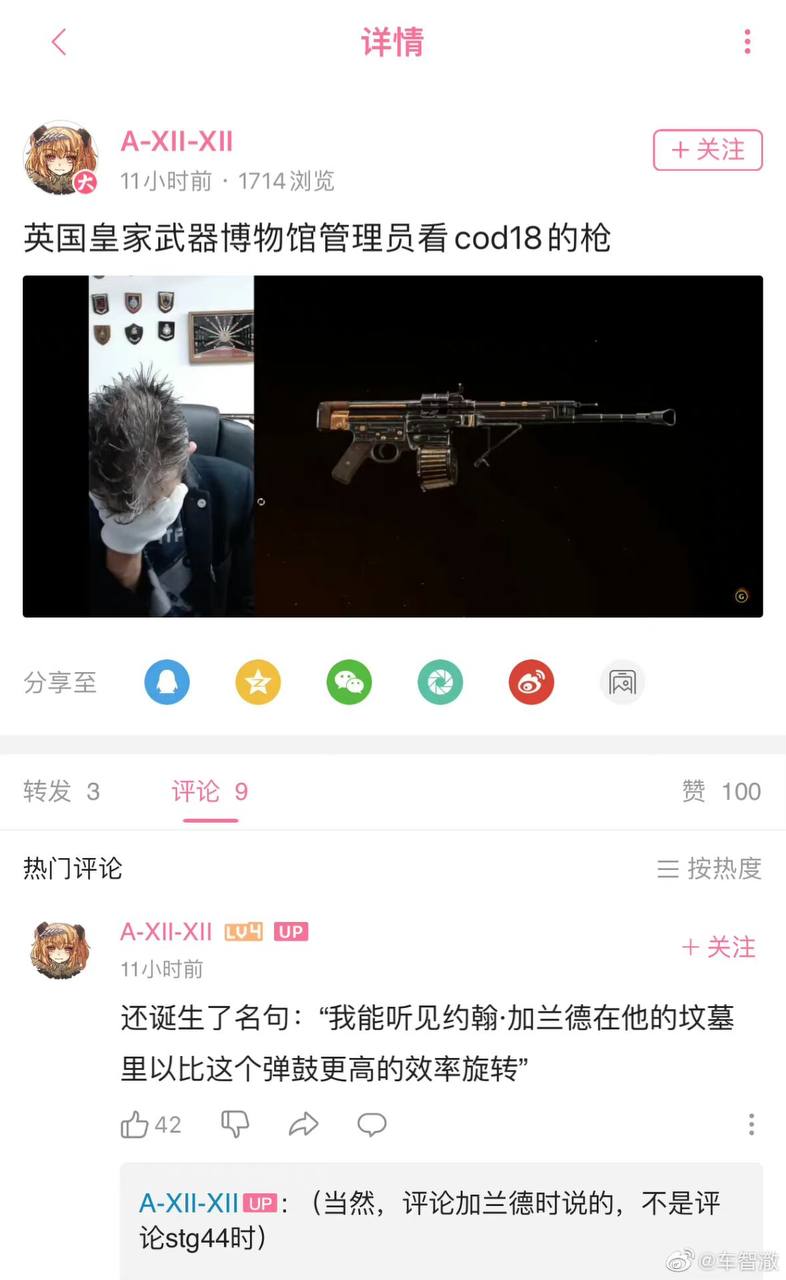 详情
A-XII-XII
+ 关注
11小时前 · 1714浏览
英国皇家武器博物馆管理员看cod18的枪
分享至
转发 3
评论 9
赞 100
热门评论
按热度
A-XII-XII LV4 UP
+ 关注
11小时前
还诞生了名句：“我能听见约翰·加兰德在他的坟墓
里以比这个弹鼓更高的效率旋转”
42
A-XII-XII UP：（当然，评论加兰德时说的，不是评
论stg44时）
@车智澈